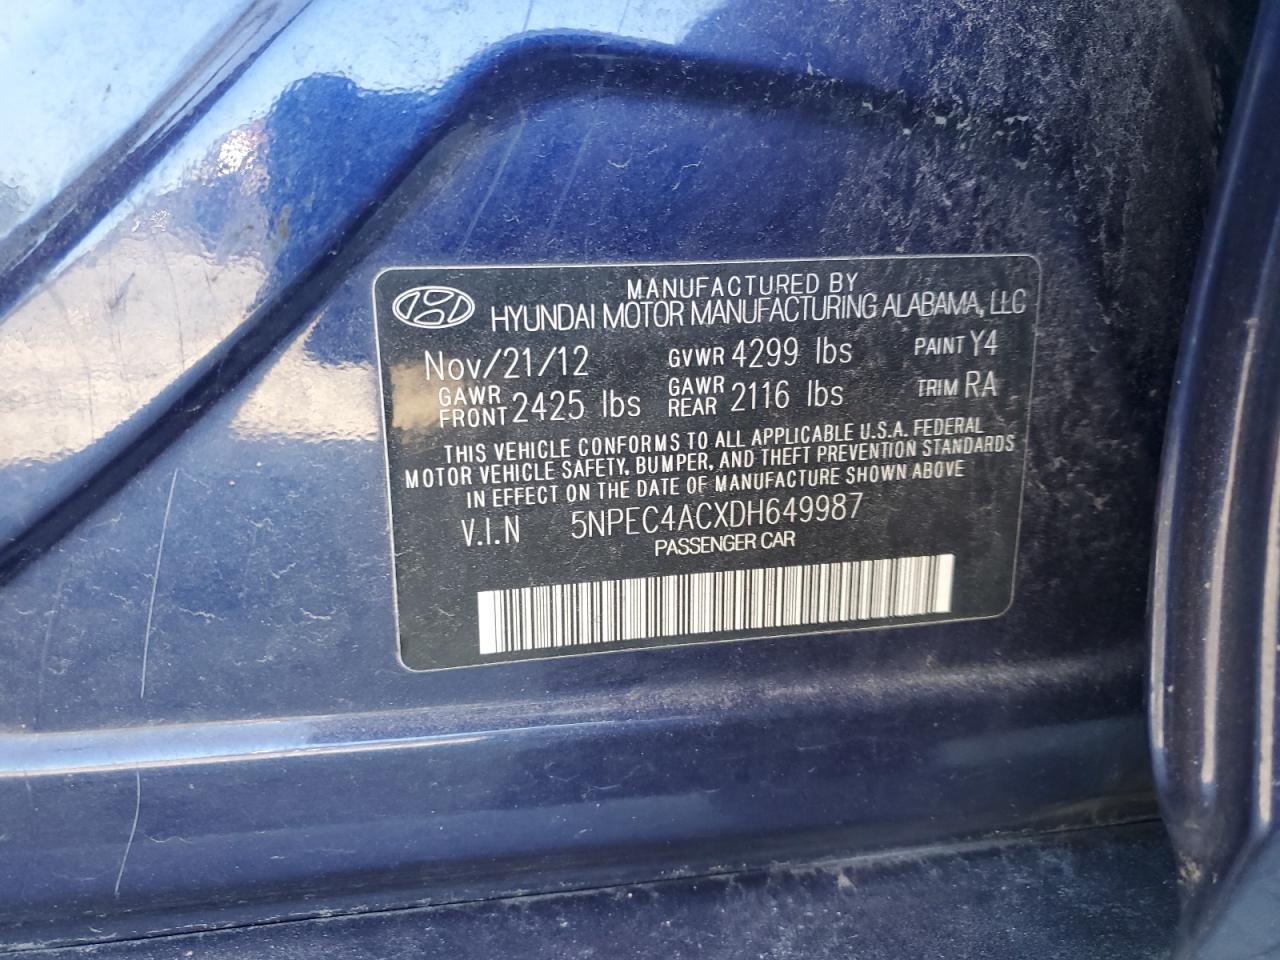 MANUFACTURED BY
HYUNDAI MOTOR MANUFACTURING ALABAMA, LLC
Nov/21/12 GVWR 4299 lbs PAINT Y4
GAWR FRONT 2425 lbs GAWR REAR 2116 lbs TRIM RA
THIS VEHICLE CONFORMS TO ALL APPLICABLE U.S.A. FEDERAL
MOTOR VEHICLE SAFETY, BUMPER, AND THEFT PREVENTION STANDARDS
IN EFFECT ON THE DATE OF MANUFACTURE SHOWN ABOVE
V.I.N 5NPEC4ACXDH649987
PASSENGER CAR